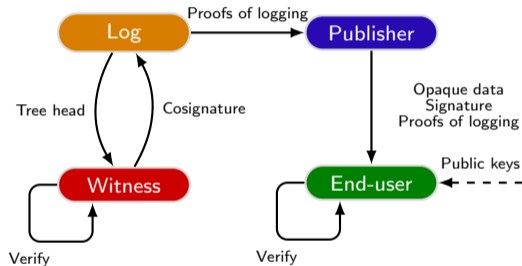 Proofs of logging
Log
Publisher
Tree head
Cosignature
Opaque data
Signature
Proofs of logging
Public keys
Witness
End-user
Verify
Verify